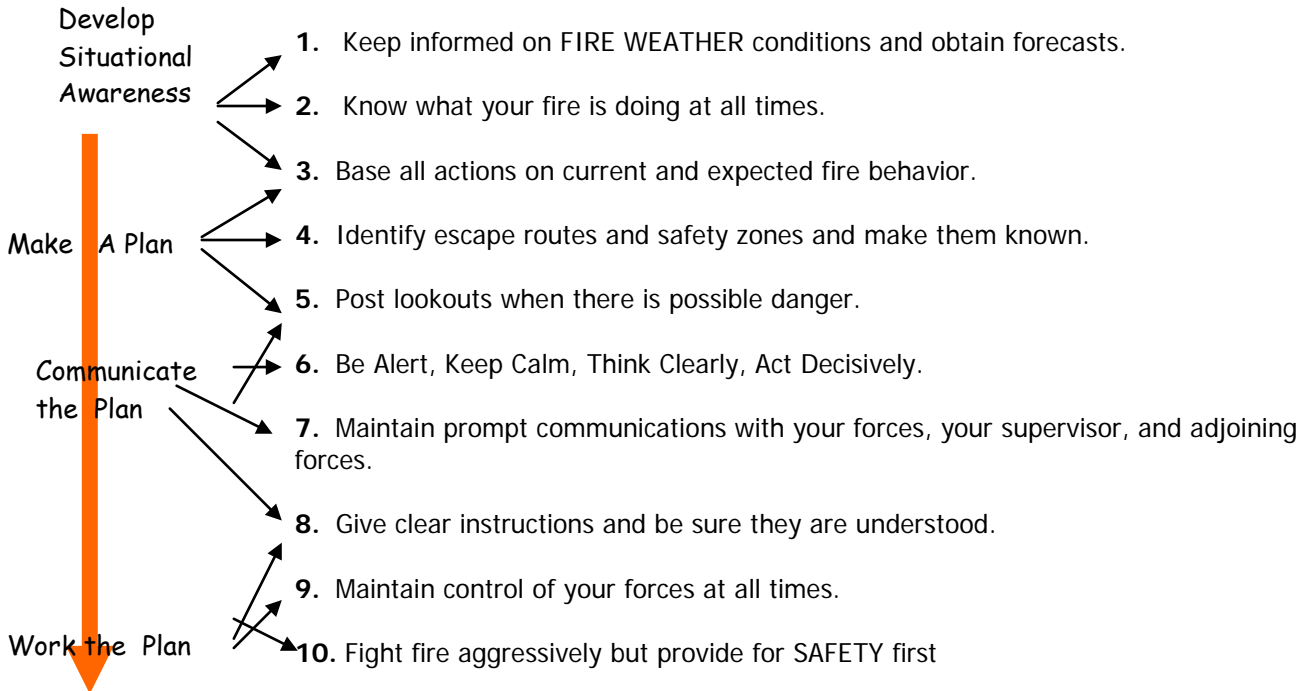 Develop
Situational
Awareness
1. Keep informed on FIRE WEATHER conditions and obtain forecasts.
2. Know what your fire is doing at all times.
3. Base all actions on current and expected fire behavior.
Make A Plan
4. Identify escape routes and safety zones and make them known.
5. Post lookouts when there is possible danger.
Communicate
the Plan
6. Be Alert, Keep Calm, Think Clearly, Act Decisively.
7. Maintain prompt communications with your forces, your supervisor, and adjoining
forces.
8. Give clear instructions and be sure they are understood.
9. Maintain control of your forces at all times.
Work the Plan
10. Fight fire aggressively but provide for SAFETY first